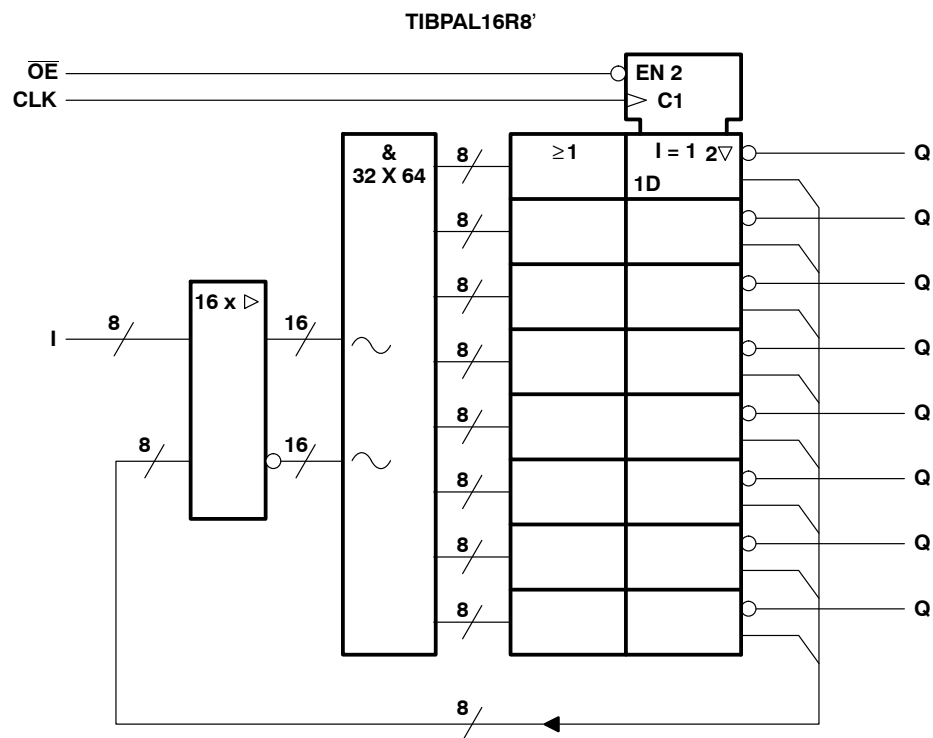 TIBPAL16R8’
OE
EN 2
CLK
C1
&
32 X 64
8
≥1
I = 1
2▽
Q
1D
8
Q
8
Q
16 x ▷
I
8
16
8
Q
8
Q
8
16
8
Q
8
Q
8
Q
8